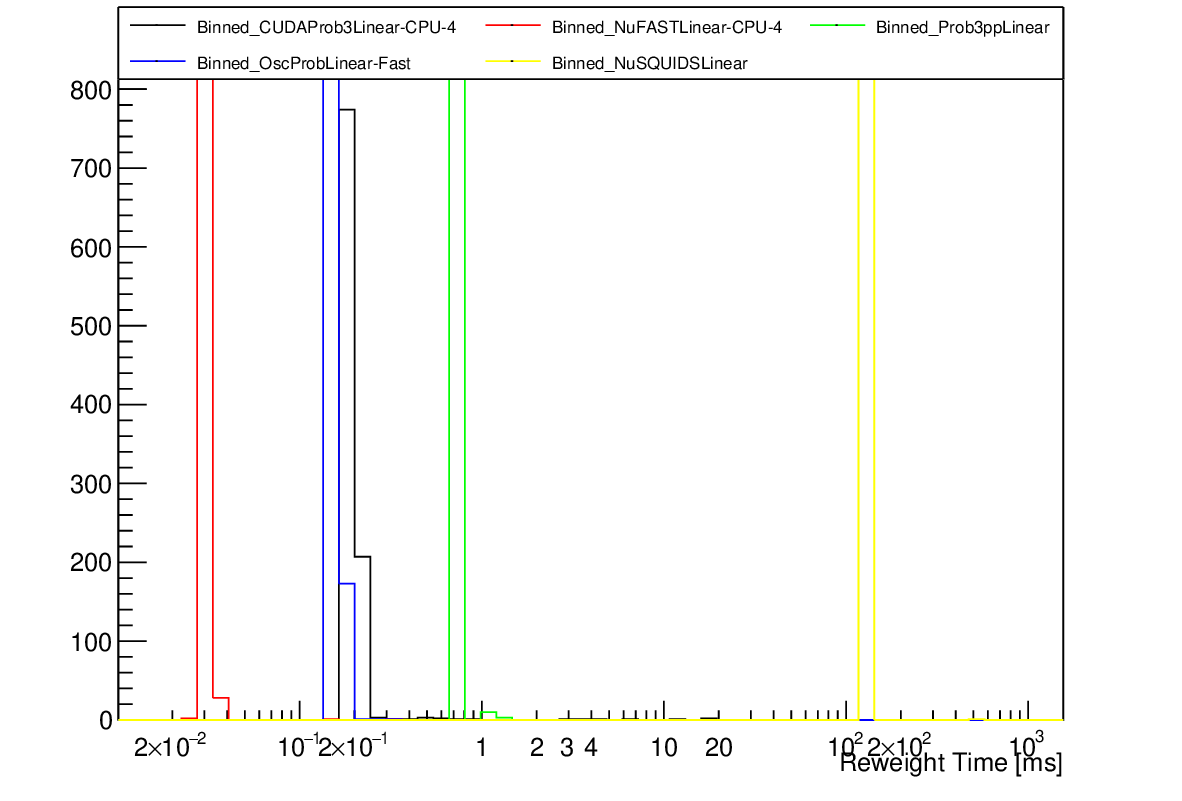 Binned_CUDAProb3Linear-CPU-4 Binned_NuFASTLinear-CPU-4 Binned_Prob3ppLinear
Binned_OscProbLinear-Fast Binned_NuSQUIDSLinear
800
700
600
500
400
300
200
100
0
2×10⁻² 10⁻¹ 2×10⁻¹ 1 2 3 4 10 20 10² 2×10² 10³
Reweight Time [ms]